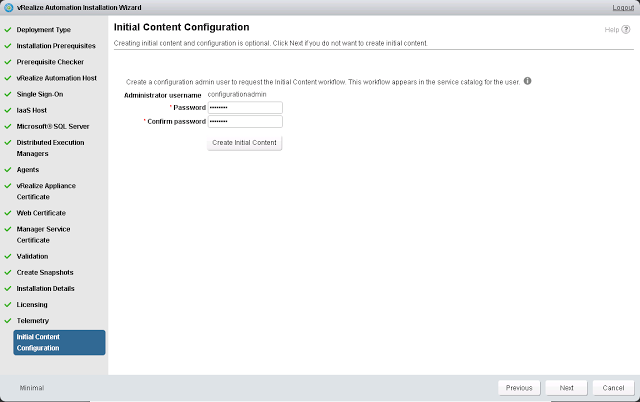 vRealize Automation Installation Wizard
Logout
Deployment Type
Installation Prerequisites
Prerequisite Checker
vRealize Automation Host
Single Sign-On
IaaS Host
Microsoft® SQL Server
Distributed Execution
Managers
Agents
vRealize Appliance
Certificate
Web Certificate
Manager Service
Certificate
Validation
Create Snapshots
Installation Details
Licensing
Telemetry
Initial Content
Configuration
Initial Content Configuration
Help ?
Creating initial content and configuration is optional. Click Next if you do not want to create initial content.
Create a configuration admin user to request the Initial Content workflow. This workflow appears in the service catalog for the user.
Administrator username configurationadmin
* Password ••••••••
* Confirm password ••••••••
Create Initial Content
Minimal
Previous Next Cancel